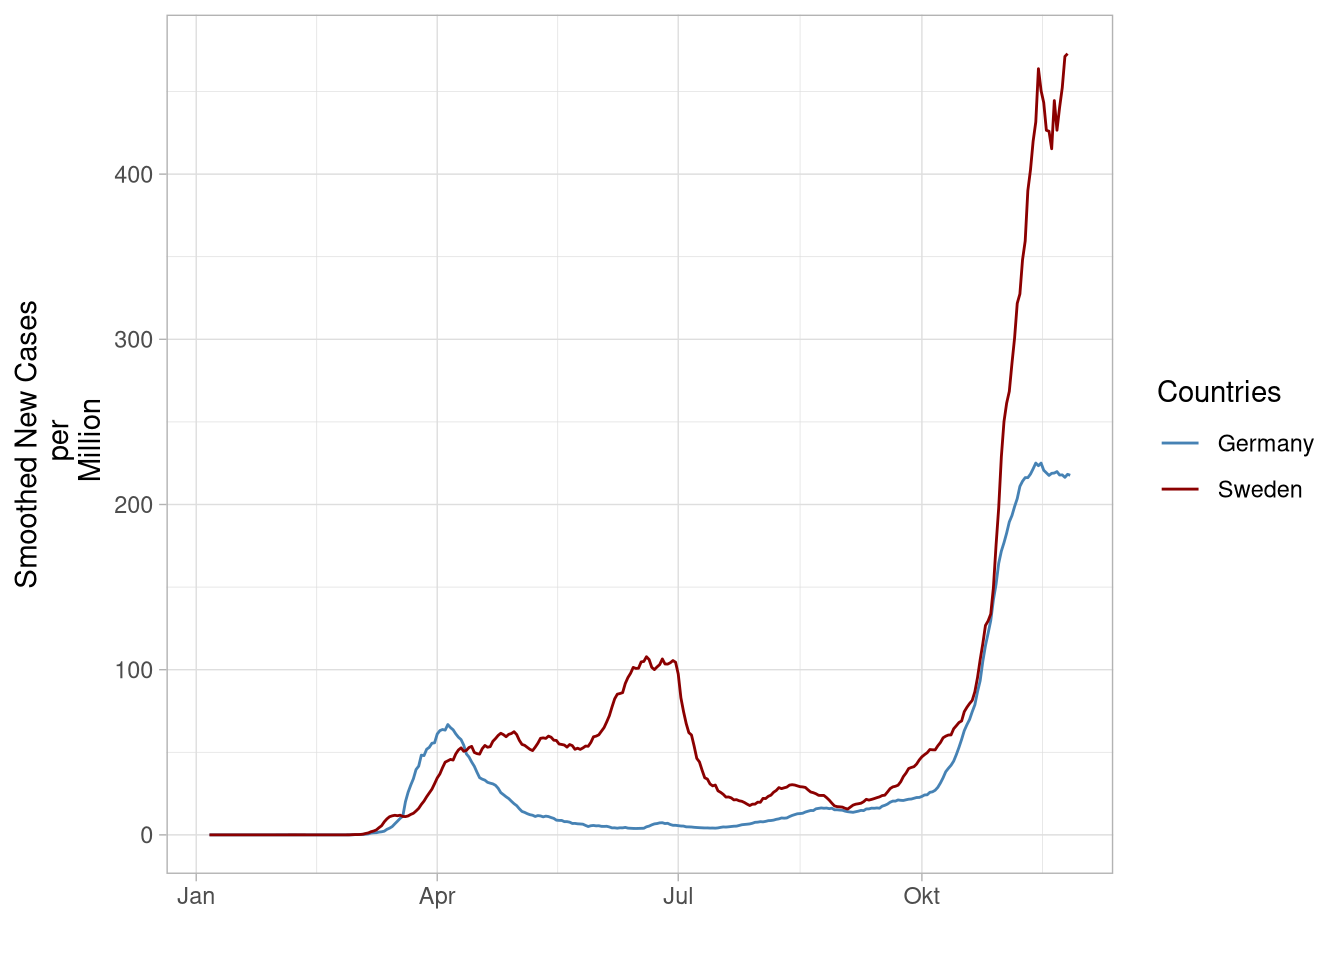 Smoothed New Cases
per
Million
400
300
200
100
0
Jan
Apr
Jul
Okt
Countries
Germany
Sweden